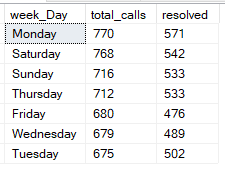 week_Day total_calls resolved
Monday 770 571
Saturday 768 542
Sunday 716 533
Thursday 712 533
Friday 680 476
Wednesday 679 489
Tuesday 675 502